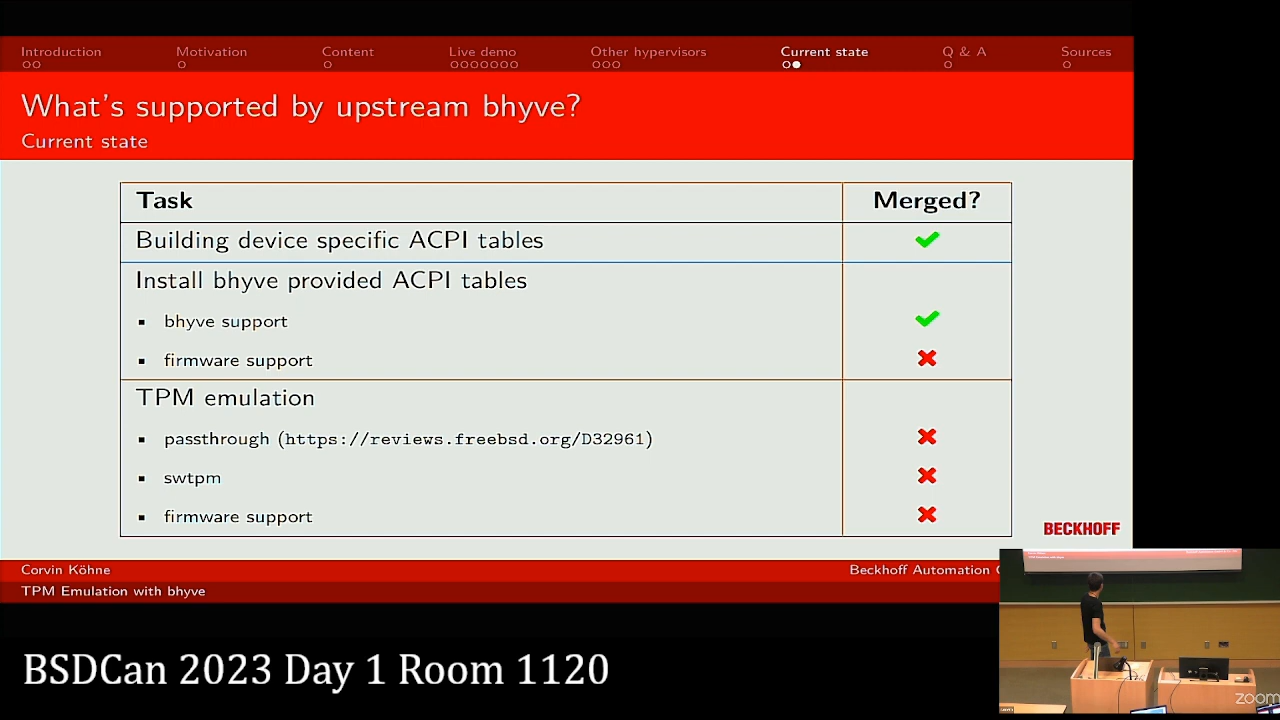 Introduction Motivation Content Live demo Other hypervisors Current state Q & A Sources
What's supported by upstream bhyve?
Current state
Task Merged?
Building device specific ACPI tables
Install bhyve provided ACPI tables
bhyve support
firmware support
TPM emulation
passthrough (https://reviews.freebsd.org/D32961)
swtpm
firmware support
BECKHOFF
Corvin Köhne Beckhoff Automation
TPM Emulation with bhyve
BSDCan 2023 Day 1 Room 1120
zoom